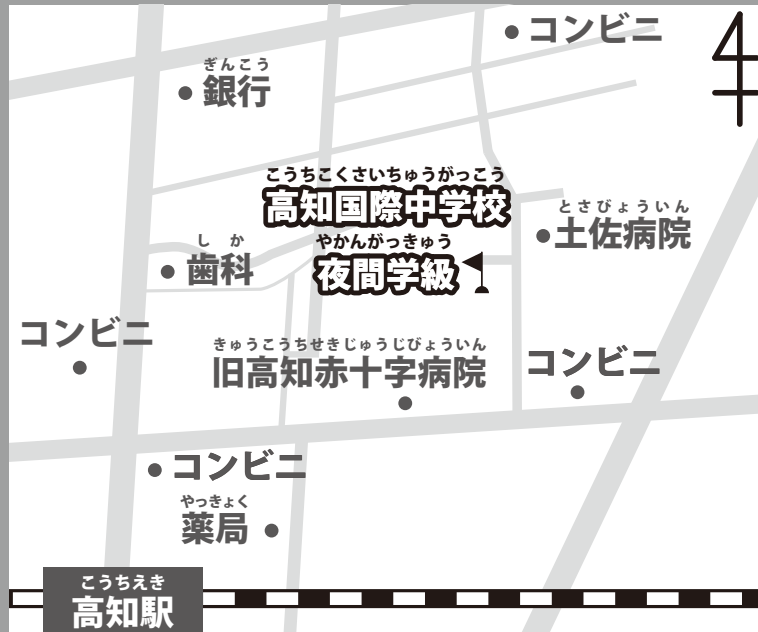 コンビニ
ぎんこう
銀行
こうちこくさいちゅうがっこう
高知国際中学校
やかんがっきゅう
夜間学級
とさびょういん
土佐病院
しか
歯科
コンビニ
きゅうこうちせきじゅうじびょういん
旧高知赤十字病院
コンビニ
コンビニ
やっきょく
薬局
こうちえき
高知駅